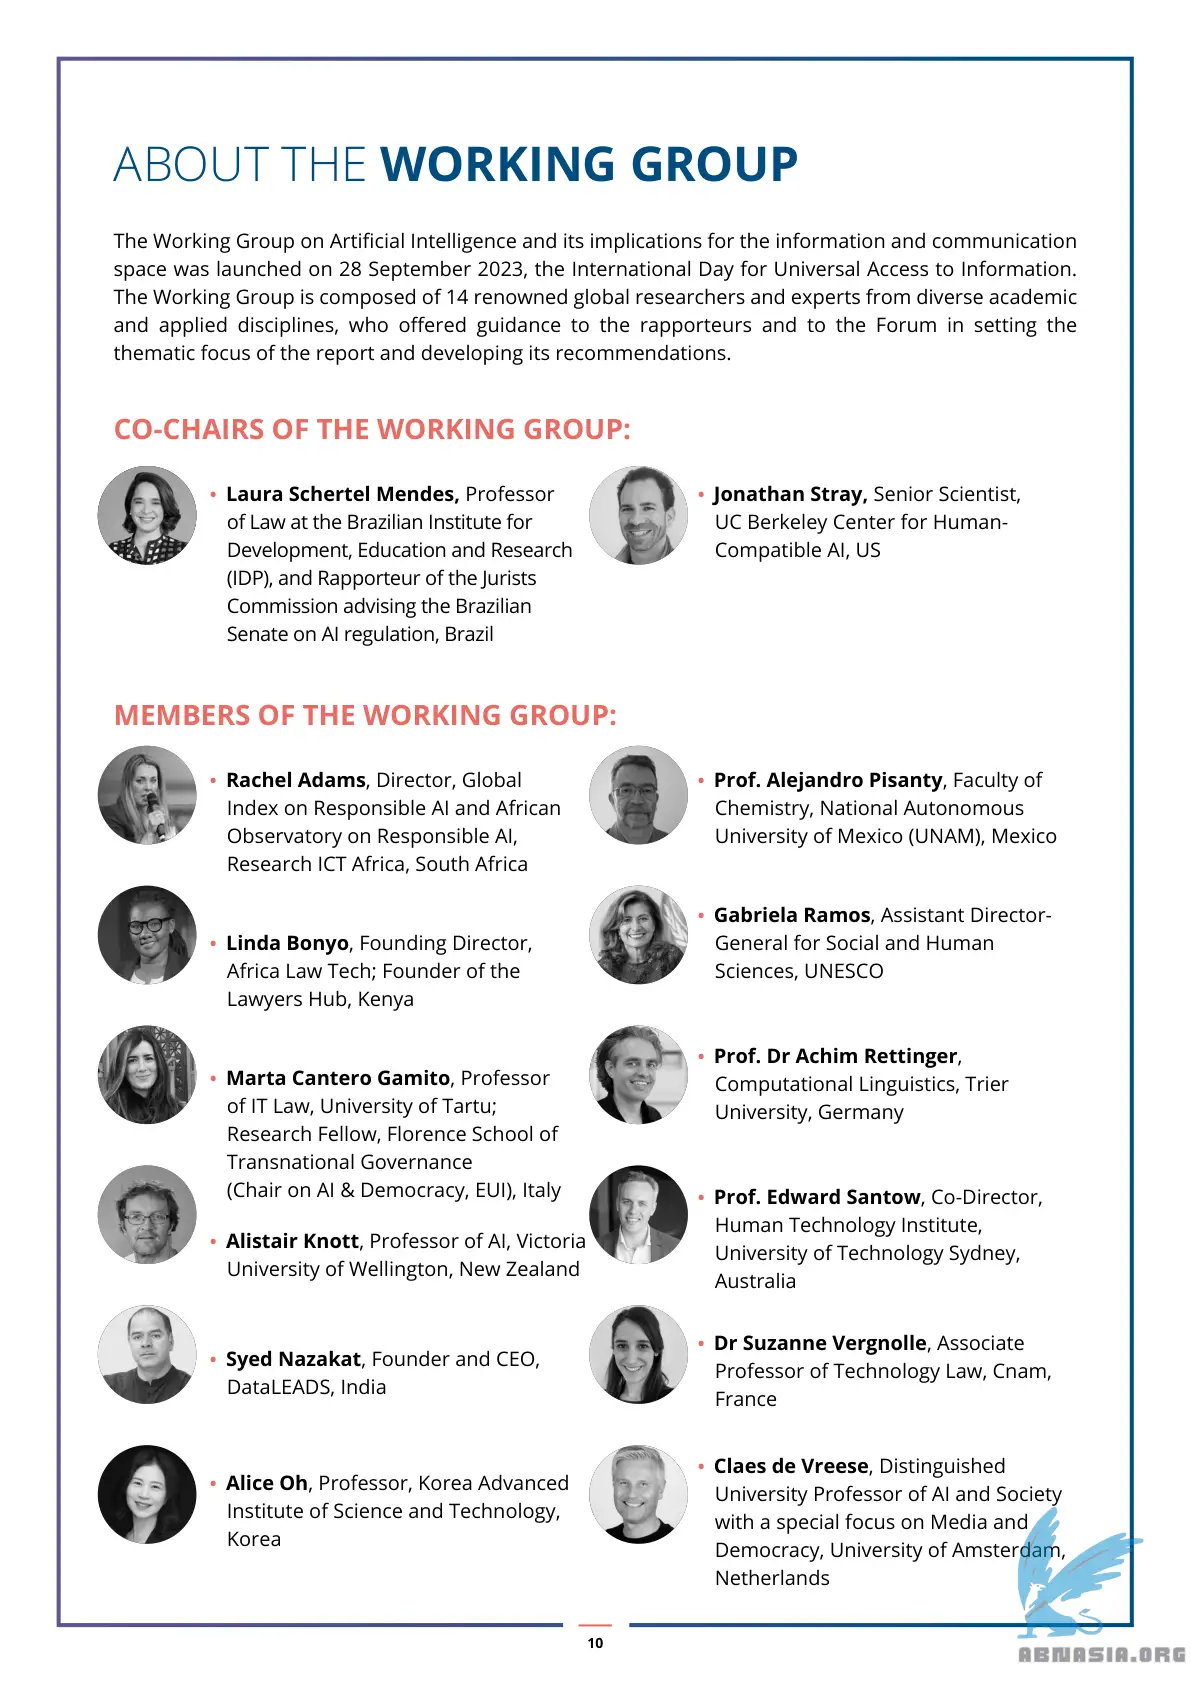 ABOUT THE WORKING GROUP
The Working Group on Artificial Intelligence and its implications for the information and communication
space was launched on 28 September 2023, the International Day for Universal Access to Information.
The Working Group is composed of 14 renowned global researchers and experts from diverse academic
and applied disciplines, who offered guidance to the rapporteurs and to the Forum in setting the
thematic focus of the report and developing its recommendations.
CO-CHAIRS OF THE WORKING GROUP:
• Laura Schertel Mendes, Professor
of Law at the Brazilian Institute for
Development, Education and Research
(IDP), and Rapporteur of the Jurists
Commission advising the Brazilian
Senate on AI regulation, Brazil
• Jonathan Stray, Senior Scientist,
UC Berkeley Center for Human-
Compatible AI, US
MEMBERS OF THE WORKING GROUP:
• Rachel Adams, Director, Global
Index on Responsible AI and African
Observatory on Responsible AI,
Research ICT Africa, South Africa
• Linda Bonyo, Founding Director,
Africa Law Tech; Founder of the
Lawyers Hub, Kenya
• Marta Cantero Gamito, Professor
of IT Law, University of Tartu;
Research Fellow, Florence School of
Transnational Governance
(Chair on AI & Democracy, EUI), Italy
• Alistair Knott, Professor of AI, Victoria
University of Wellington, New Zealand
• Syed Nazakat, Founder and CEO,
DataLEADS, India
• Alice Oh, Professor, Korea Advanced
Institute of Science and Technology,
Korea
• Prof. Alejandro Pisanty, Faculty of
Chemistry, National Autonomous
University of Mexico (UNAM), Mexico
• Gabriela Ramos, Assistant Director-
General for Social and Human
Sciences, UNESCO
• Prof. Dr Achim Rettinger,
Computational Linguistics, Trier
University, Germany
• Prof. Edward Santow, Co-Director,
Human Technology Institute,
University of Technology Sydney,
Australia
• Dr Suzanne Vergnolle, Associate
Professor of Technology Law, Cnam,
France
• Claes de Vreese, Distinguished
University Professor of AI and Society
with a special focus on Media and
Democracy, University of Amsterdam,
Netherlands
10
ABNASIA.ORG